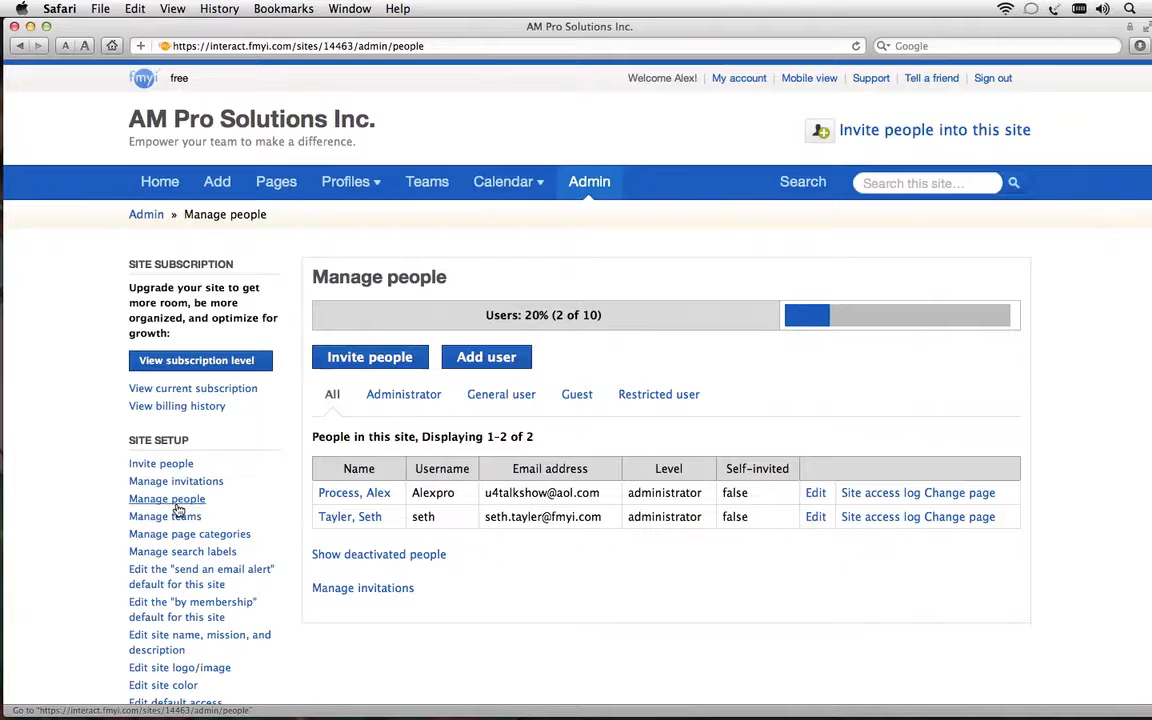 Safari File Edit View History Bookmarks Window Help
AM Pro Solutions Inc.
A A + https://interact.fmyi.com/sites/14463/admin/people Google
fmyi free Welcome Alex! | My account | Mobile view | Support | Tell a friend | Sign out
AM Pro Solutions Inc.
Empower your team to make a difference.
Invite people into this site
Home Add Pages Profiles Teams Calendar Admin Search Search this site...
Admin » Manage people
SITE SUBSCRIPTION
Upgrade your site to get
more room, be more
organized, and optimize for
growth:
View subscription level
View current subscription
View billing history
SITE SETUP
Invite people
Manage invitations
Manage people
Manage teams
Manage page categories
Manage search labels
Edit the "send an email alert"
default for this site
Edit the "by membership"
default for this site
Edit site name, mission, and
description
Edit site logo/image
Edit site color
Edit default access
Manage people
Users: 20% (2 of 10)
Invite people Add user
All Administrator General user Guest Restricted user
People in this site, Displaying 1-2 of 2
Name Username Email address Level Self-invited
Process, Alex Alexpro u4talkshow@aol.com administrator false Edit Site access log Change page
Tayler, Seth seth seth.tayler@fmyi.com administrator false Edit Site access log Change page
Show deactivated people
Manage invitations
Go to "https://interact.fmyi.com/sites/14463/admin/people"